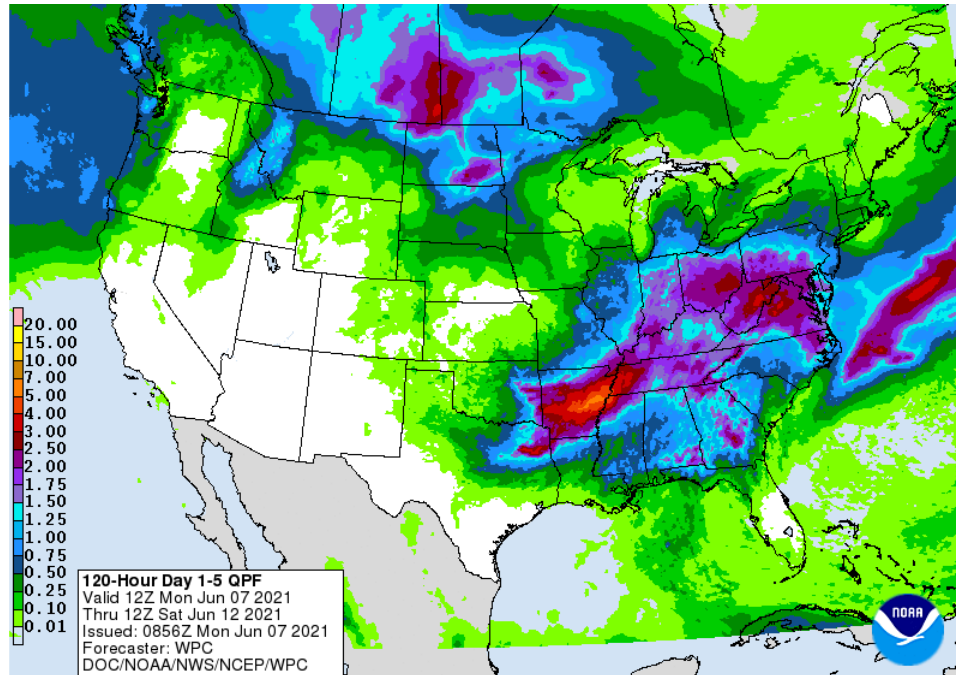 20.00
15.00
10.00
7.00
5.00
4.00
3.00
2.50
2.00
1.75
1.50
1.25
1.00
0.75
0.50
0.25
0.10
0.01
120-Hour Day 1-5 QPF
Valid 12Z Mon Jun 07 2021
Thru 12Z Sat Jun 12 2021
Issued: 0856Z Mon Jun 07 2021
Forecaster: WPC
DOC/NOAA/NWS/NCEP/WPC
NOAA